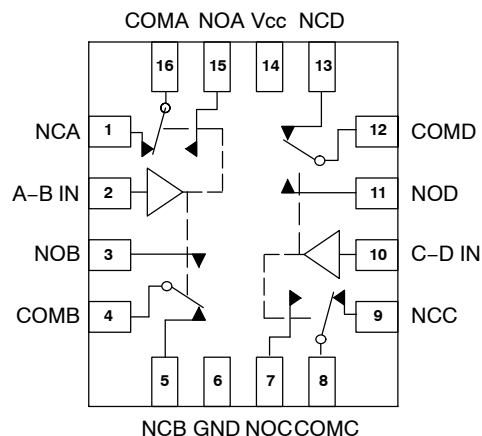 COMA NOA Vcc NCD
16 15 14 13
NCA 1 12 COMD
A–B IN 2 11 NOD
NOB 3 10 C–D IN
COMB 4 9 NCC
5 6 7 8
NCB GND NOC COMC